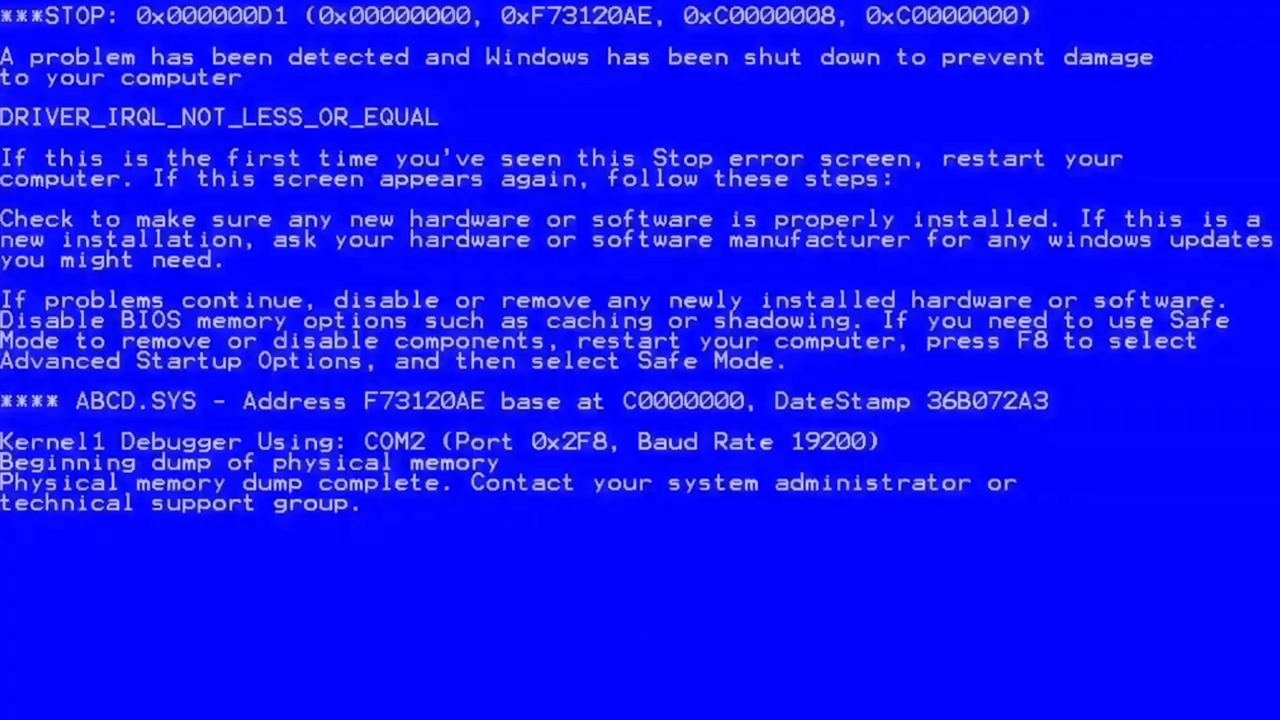 ***STOP: 0x000000D1 (0x00000000, 0xF73120AE, 0xC0000008, 0xC0000000)
A problem has been detected and Windows has been shut down to prevent damage
to your computer
DRIVER_IRQL_NOT_LESS_OR_EQUAL
If this is the first time you've seen this Stop error screen, restart your
computer. If this screen appears again, follow these steps:
Check to make sure any new hardware or software is properly installed. If this is a
new installation, ask your hardware or software manufacturer for any windows updates
you might need.
If problems continue, disable or remove any newly installed hardware or software.
Disable BIOS memory options such as caching or shadowing. If you need to use Safe
Mode to remove or disable components, restart your computer, press F8 to select
Advanced Startup Options, and then select Safe Mode.
**** ABCD.SYS - Address F73120AE base at C0000000, DateStamp 36B072A3
Kernel1 Debugger Using: COM2 (Port 0x2F8, Baud Rate 19200)
Beginning dump of physical memory
Physical memory dump complete. Contact your system administrator or
technical support group.